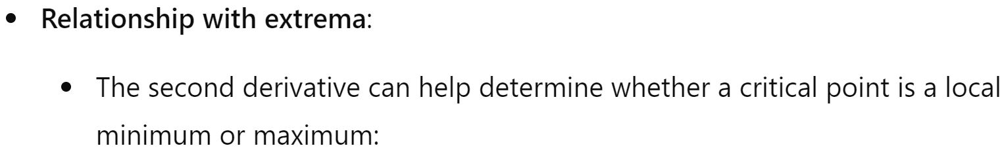 • Relationship with extrema:
• The second derivative can help determine whether a critical point is a local
minimum or maximum: